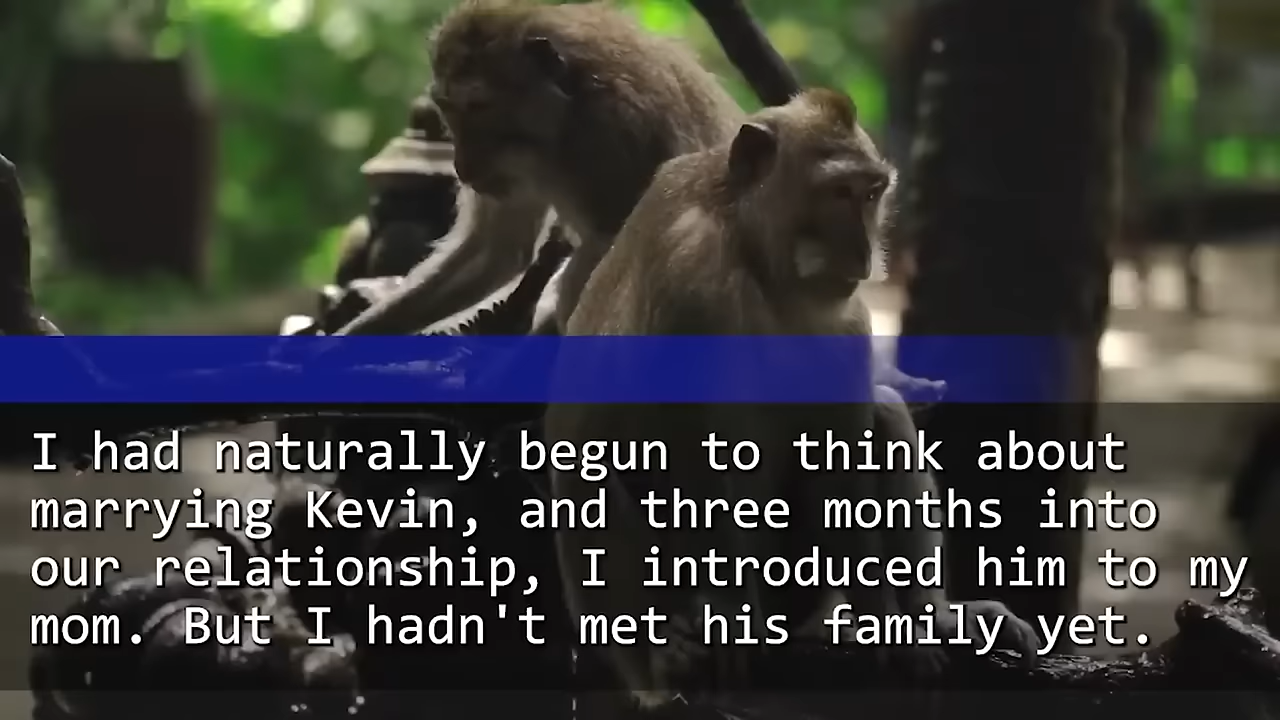 I had naturally begun to think about
marrying Kevin, and three months into
our relationship, I introduced him to my
mom. But I hadn't met his family yet.